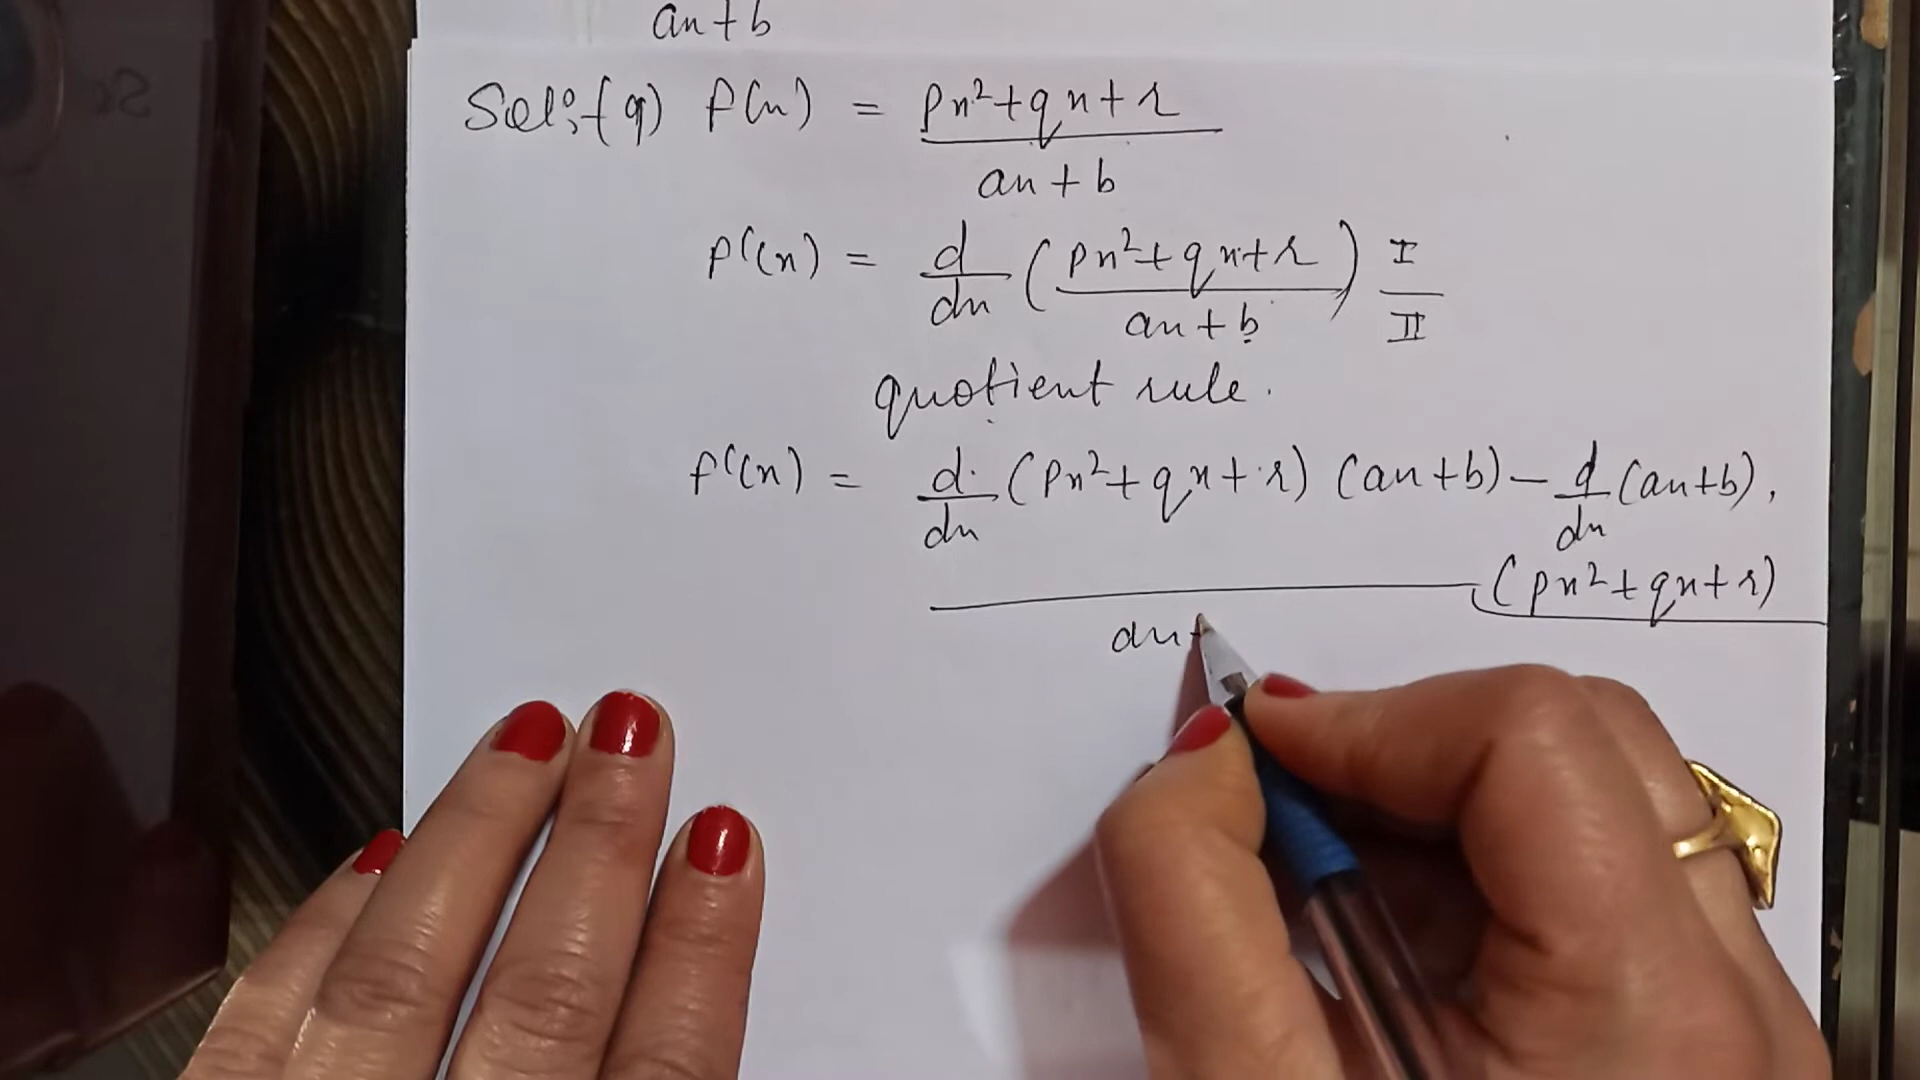 ax+b
Sol:-(9) f(x) = px²+qx+r
ax+b
f'(x) = d/dx (px²+qx+r / ax+b) I/II
quotient rule.
f'(x) = d/dx (px²+qx+r) (ax+b) - d/dx (ax+b).
(px²+qx+r)
ax+